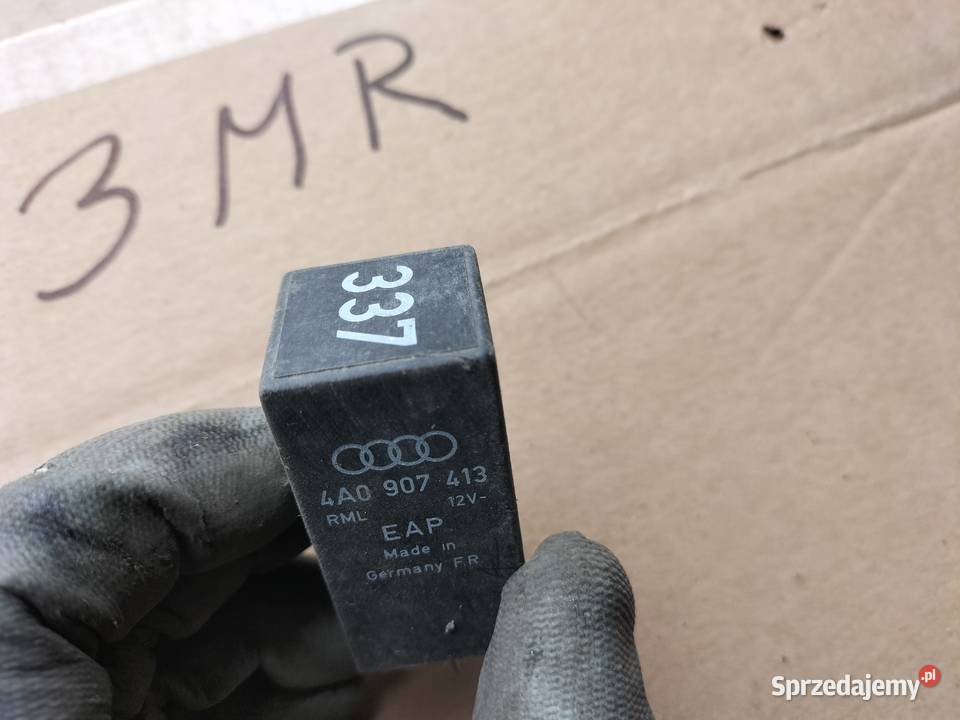 3MR
337
4A0 907 413
RML 12V-
EAP
Made in
Germany F.R
Sprzedajemy.pl